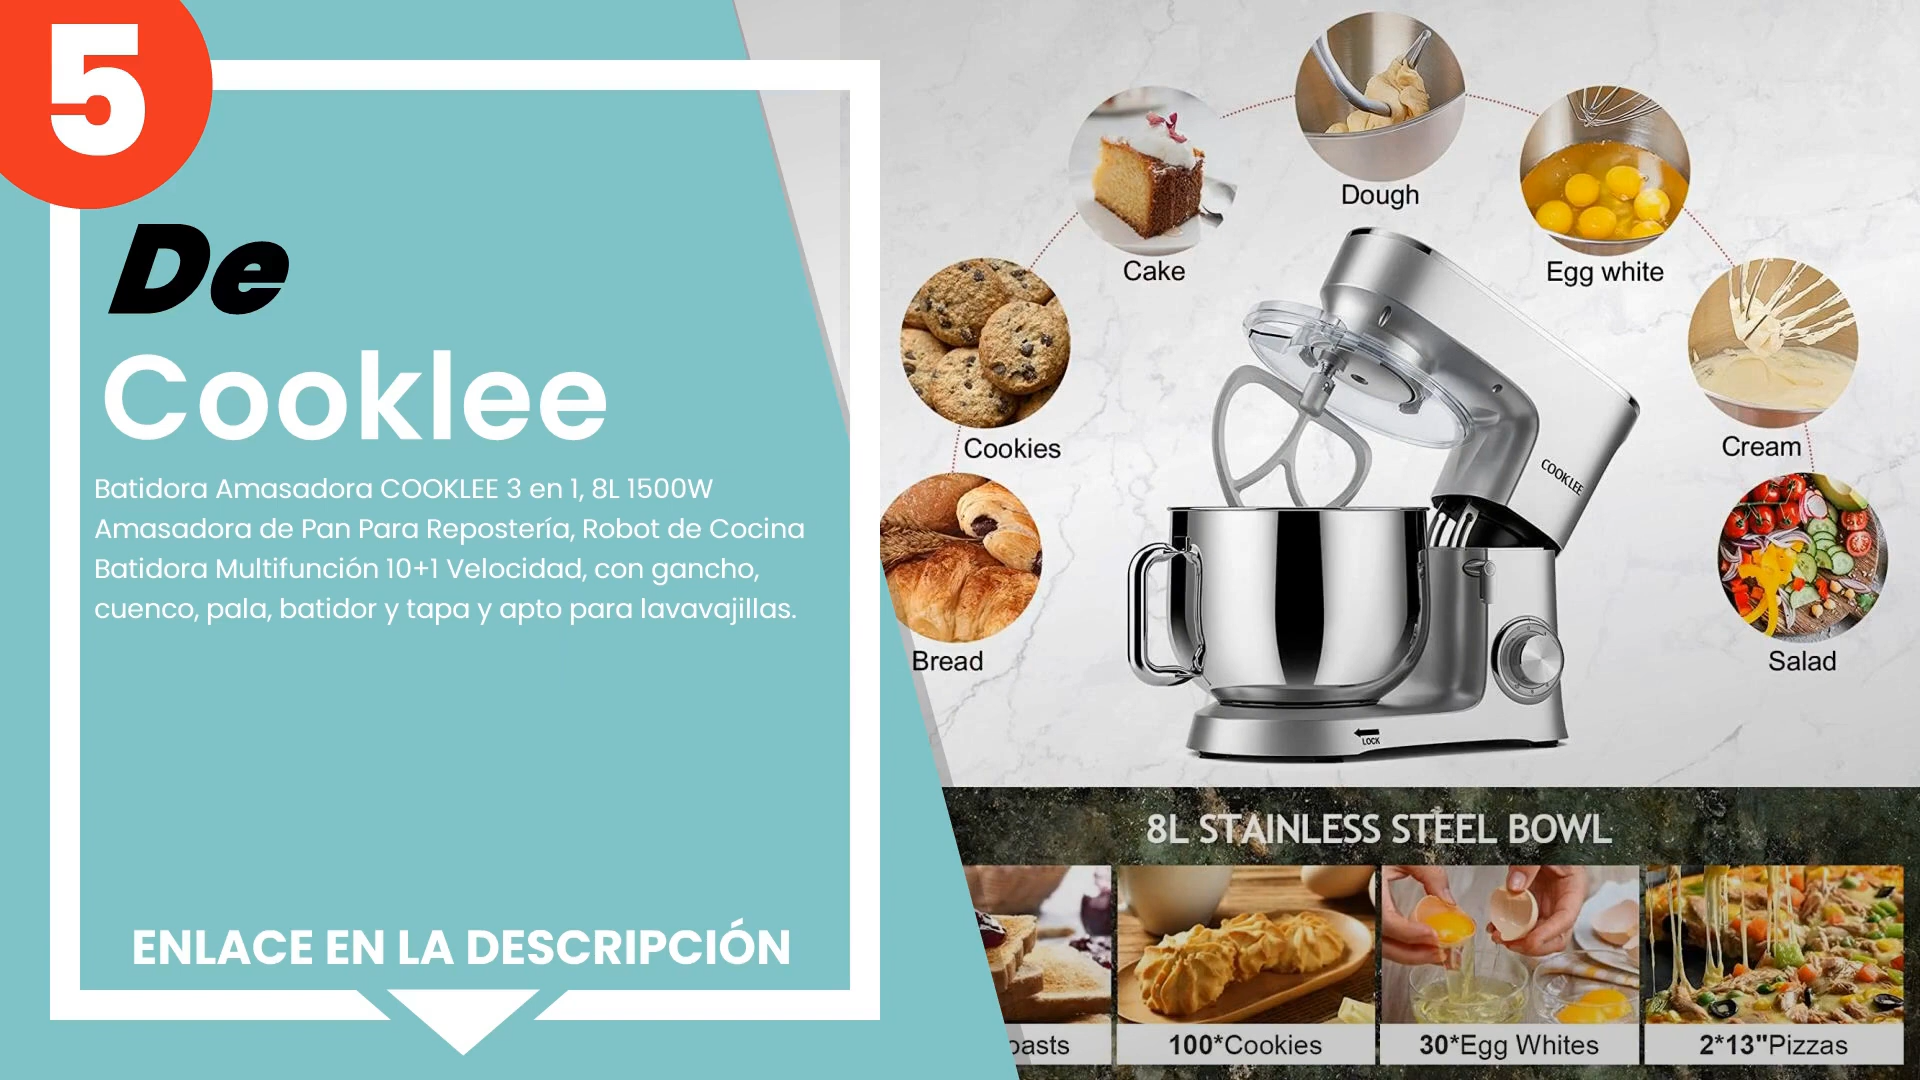 5
De
Cooklee
Batidora Amasadora COOKLEE 3 en 1, 8L 1500W
Amasadora de Pan Para Repostería, Robot de Cocina
Batidora Multifunción 10+1 Velocidad, con gancho,
cuenco, pala, batidor y tapa y apto para lavavajillas.
ENLACE EN LA DESCRIPCIÓN
Dough
Cake
Egg white
Cookies
Cream
Bread
Salad
COOKLEE
LOCK
8L STAINLESS STEEL BOWL
100*Cookies
30*Egg Whites
2*13"Pizzas